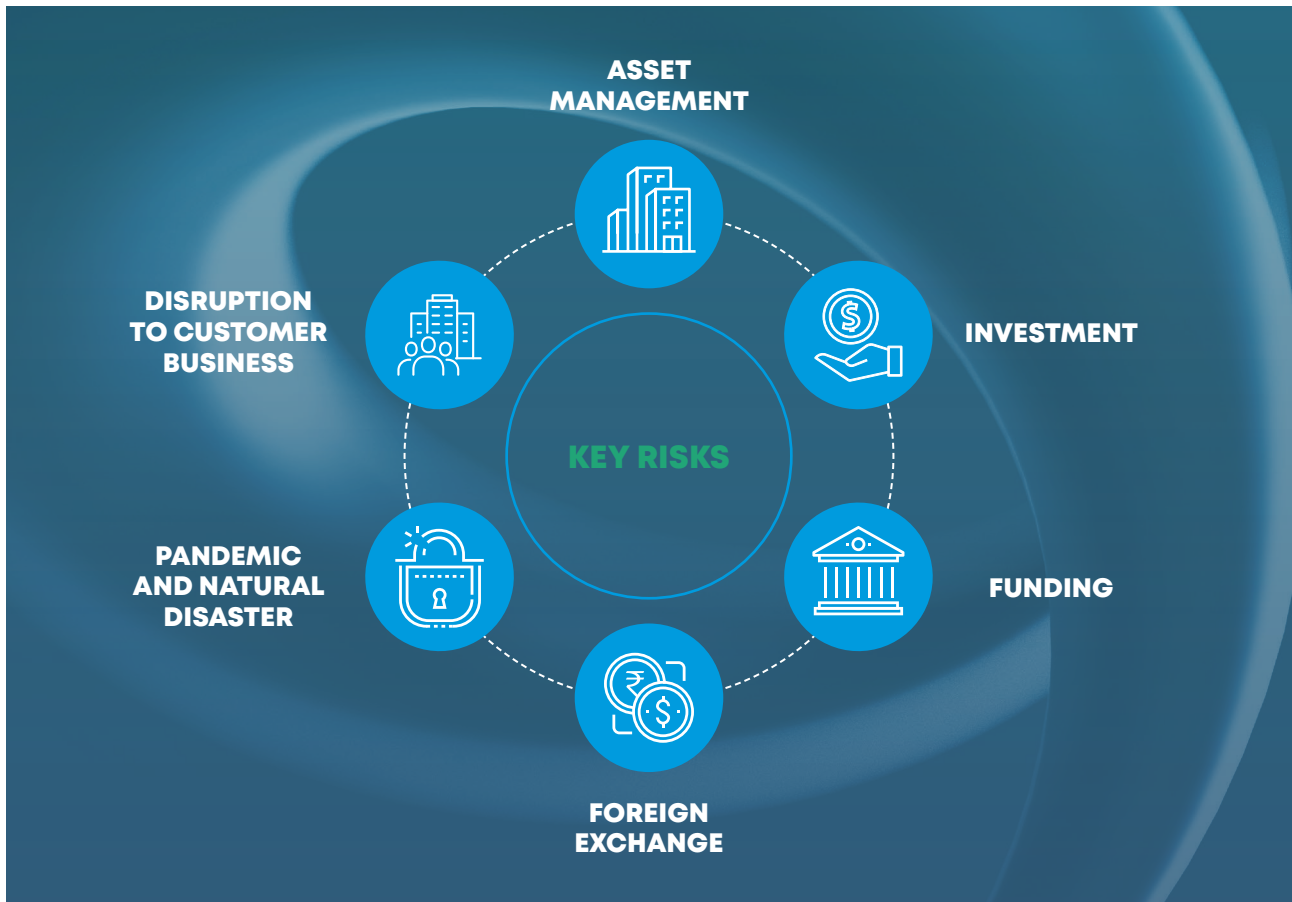 ASSET
MANAGEMENT
INVESTMENT
FUNDING
FOREIGN
EXCHANGE
PANDEMIC
AND NATURAL
DISASTER
DISRUPTION
TO CUSTOMER
BUSINESS
KEY RISKS
$
₹
$